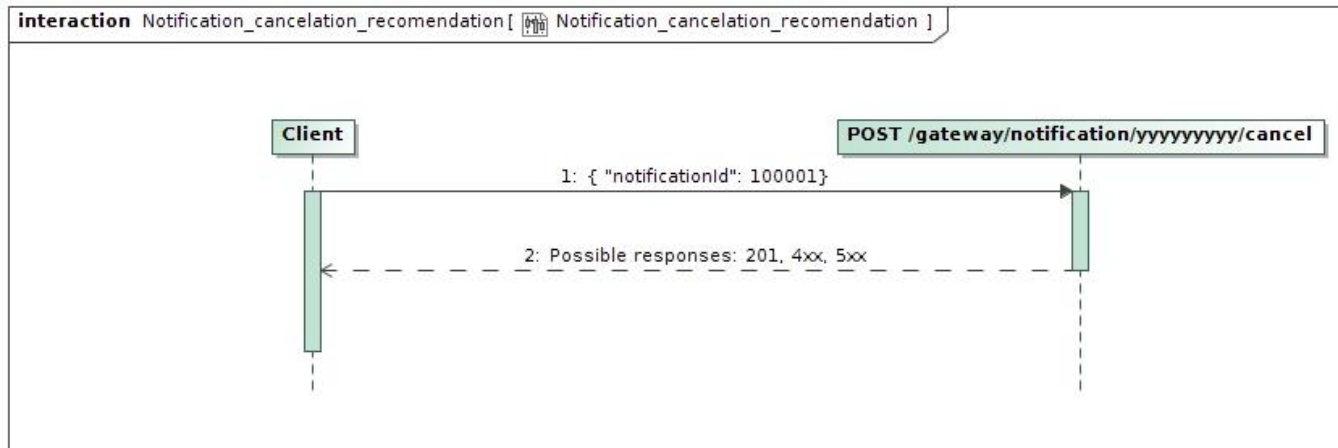 interaction Notification_cancelation_recomendation [ Notification_cancelation_recomendation ]
Client
POST /gateway/notification/yyyyyyyyy/cancel
1: { "notificationId": 100001}
2: Possible responses: 201, 4xx, 5xx